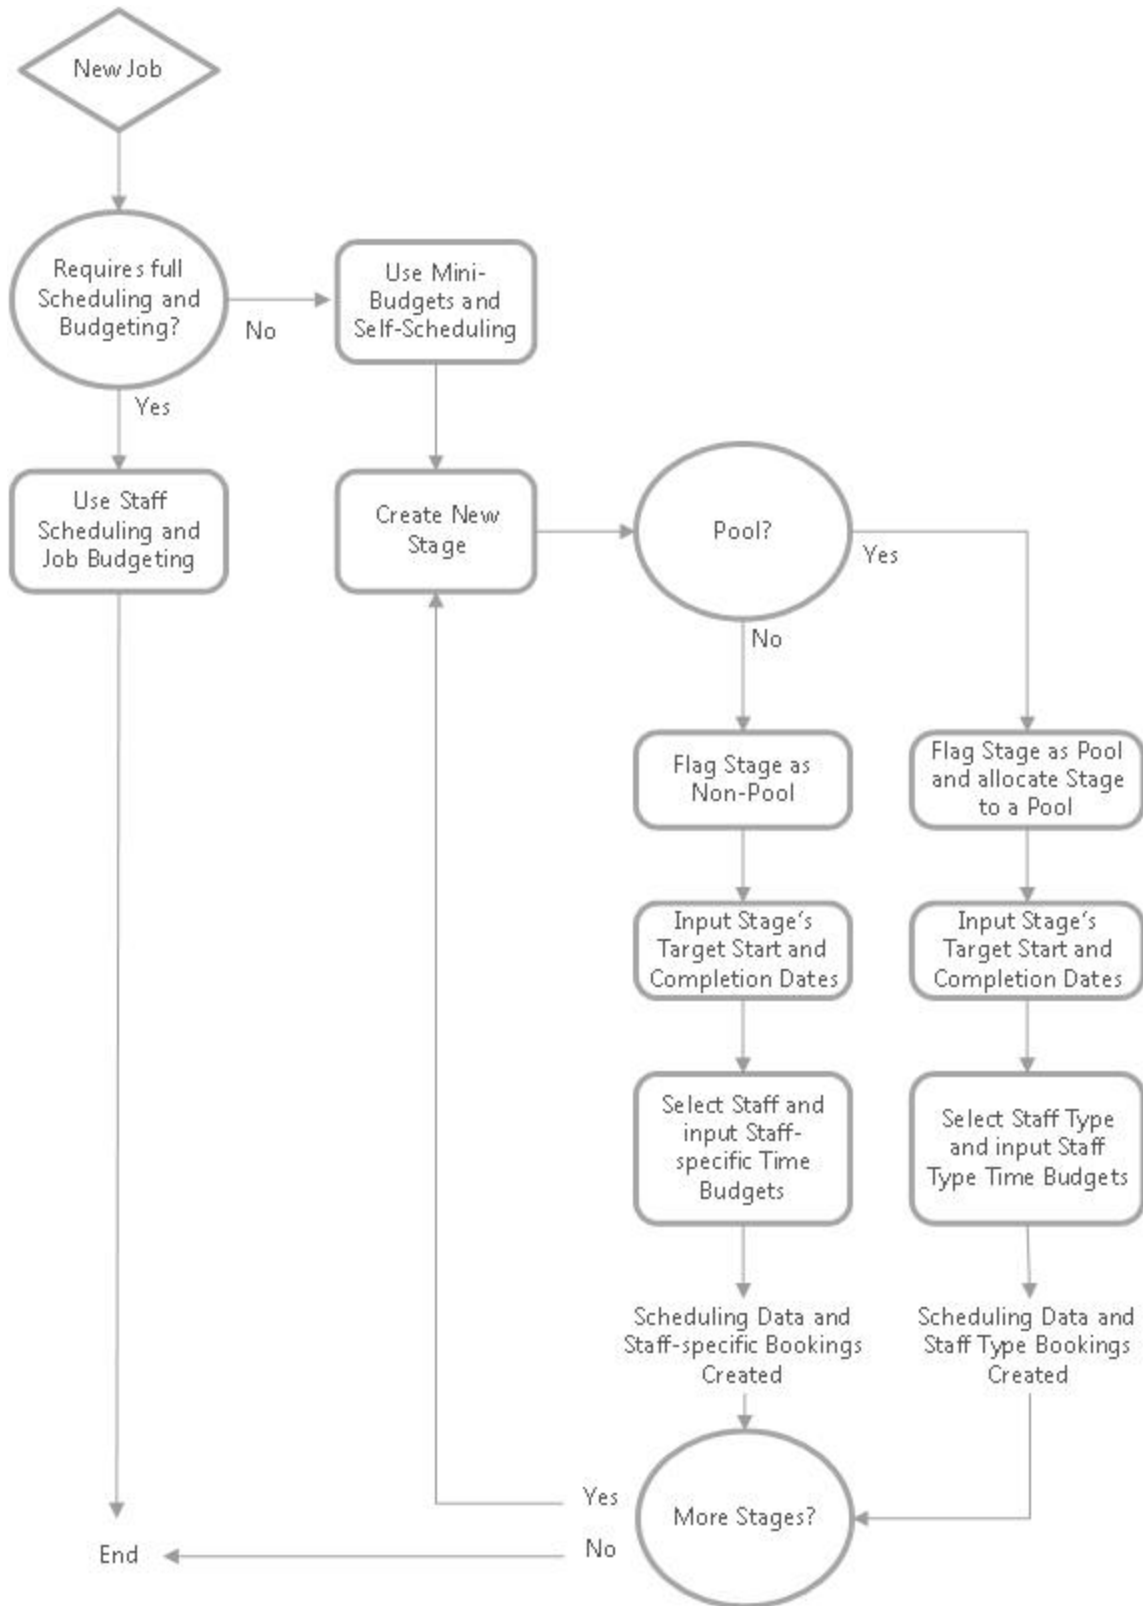 New Job
Requires full
Scheduling and
Budgeting?
No
Use Mini-
Budgets and
Self-Scheduling
Yes
Use Staff
Scheduling and
Job Budgeting
Create New
Stage
Pool?
Yes
No
Flag Stage as
Non-Pool
Flag Stage as Pool
and allocate Stage
to a Pool
Input Stage's
Target Start and
Completion Dates
Input Stage's
Target Start and
Completion Dates
Select Staff and
input Staff-
specific Time
Budgets
Select Staff Type
and input Staff
Type Time Budgets
Scheduling Data and
Staff-specific Bookings
Created
Scheduling Data and
Staff Type Bookings
Created
More Stages?
Yes
No
End